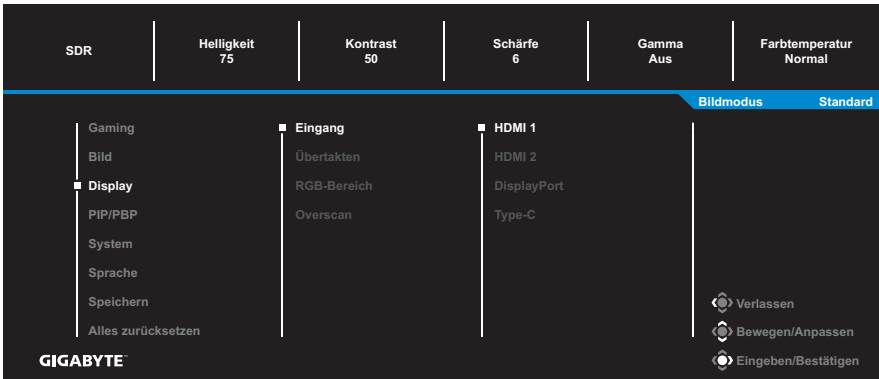 SDR
Helligkeit
75
Kontrast
50
Schärfe
6
Gamma
Aus
Farbtemperatur
Normal
Bildmodus Standard
Gaming
Bild
Display
PIP/PBP
System
Sprache
Speichern
Alles zurücksetzen
Eingang
Übertakten
RGB-Bereich
Overscan
HDMI 1
HDMI 2
DisplayPort
Type-C
Verlassen
Bewegen/Anpassen
Eingeben/Bestätigen
GIGABYTE™